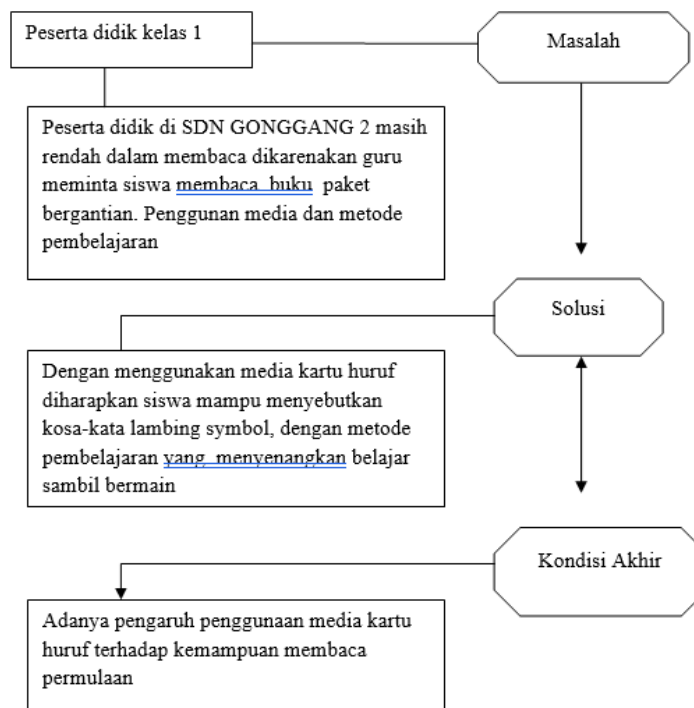 Peserta didik kelas 1
Masalah
Peserta didik di SDN GONGGANG 2 masih
rendah dalam membaca dikarenakan guru
meminta siswa membaca buku paket
bergantian. Penggunan media dan metode
pembelajaran
Solusi
Dengan menggunakan media kartu huruf
diharapkan siswa mampu menyebutkan
kosa-kata lambing symbol, dengan metode
pembelajaran yang menyenangkan belajar
sambil bermain
Kondisi Akhir
Adanya pengaruh penggunaan media kartu
huruf terhadap kemampuan membaca
permulaan